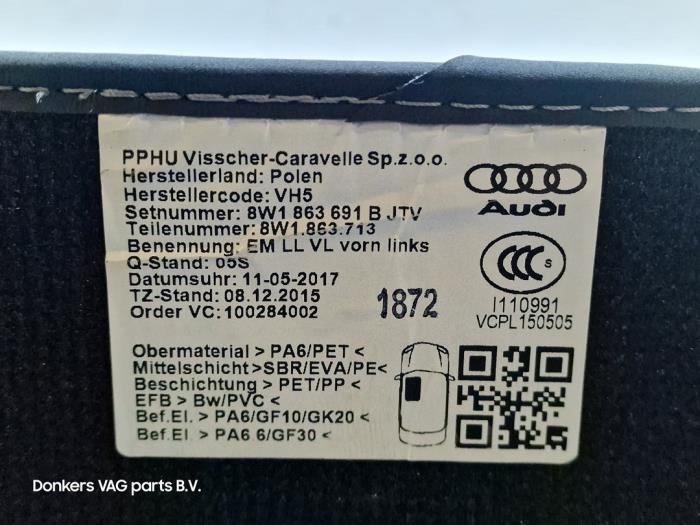 PPHU Visscher-Caravelle Sp.z.o.o.
Herstellerland: Polen
Herstellercode: VH5
Setnummer: 8W1 863 691 B JTV
Teilenummer: 8W1.863.713
Benennung: EM LL VL vorn links
Q-Stand: 05S
Datumsuhr: 11-05-2017
TZ-Stand: 08.12.2015
Order VC: 100284002
1872
Audi
CCC S
I110991
VCPL150505
Obermaterial > PA6/PET <
Mittelschicht >SBR/EVA/PE<
Beschichtung > PET/PP <
EFB > Bw/PVC <
Bef.El. > PA6/GF10/GK20 <
Bef.El. > PA6 6/GF30 <
Donkers VAG parts B.V.